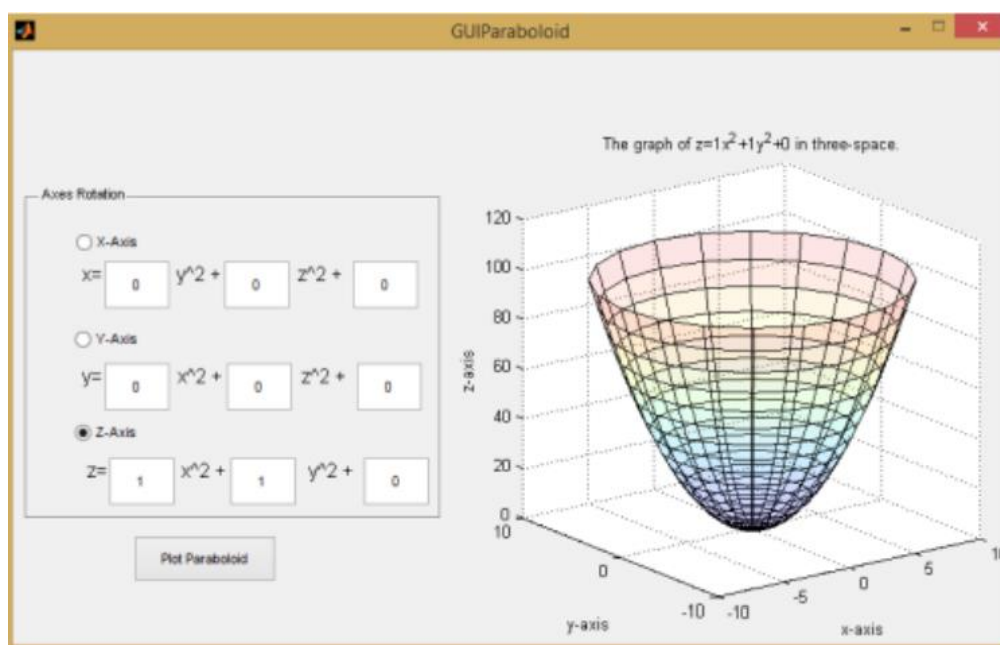 GUIParaboloid
Axes Rotation
X-Axis
x= 0 y^2 + 0 z^2 + 0
Y-Axis
y= 0 x^2 + 0 z^2 + 0
Z-Axis
z= 1 x^2 + 1 y^2 + 0
Plot Paraboloid
The graph of z=1x²+1y²+0 in three-space.
120
100
80
60
40
20
0
z-axis
10
0
-10
y-axis
-10
-5
0
5
10
x-axis